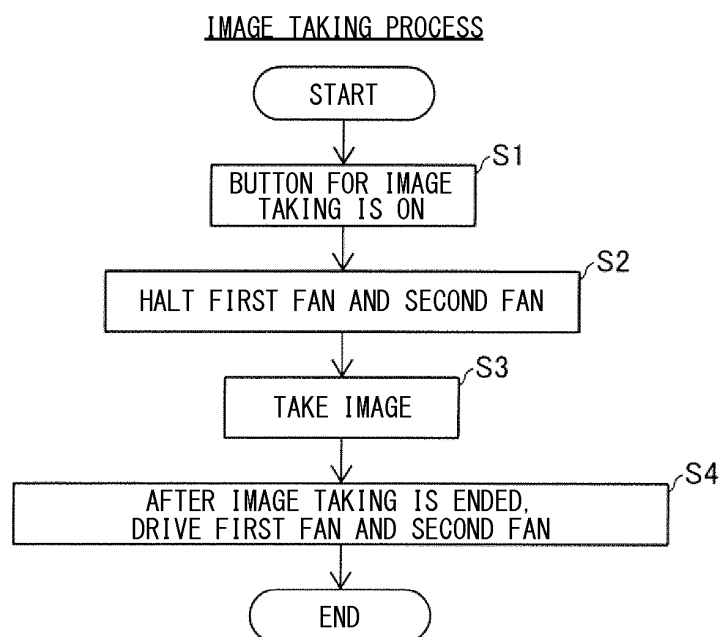 IMAGE TAKING PROCESS
START
S1
BUTTON FOR IMAGE
TAKING IS ON
S2
HALT FIRST FAN AND SECOND FAN
S3
TAKE IMAGE
S4
AFTER IMAGE TAKING IS ENDED,
DRIVE FIRST FAN AND SECOND FAN
END